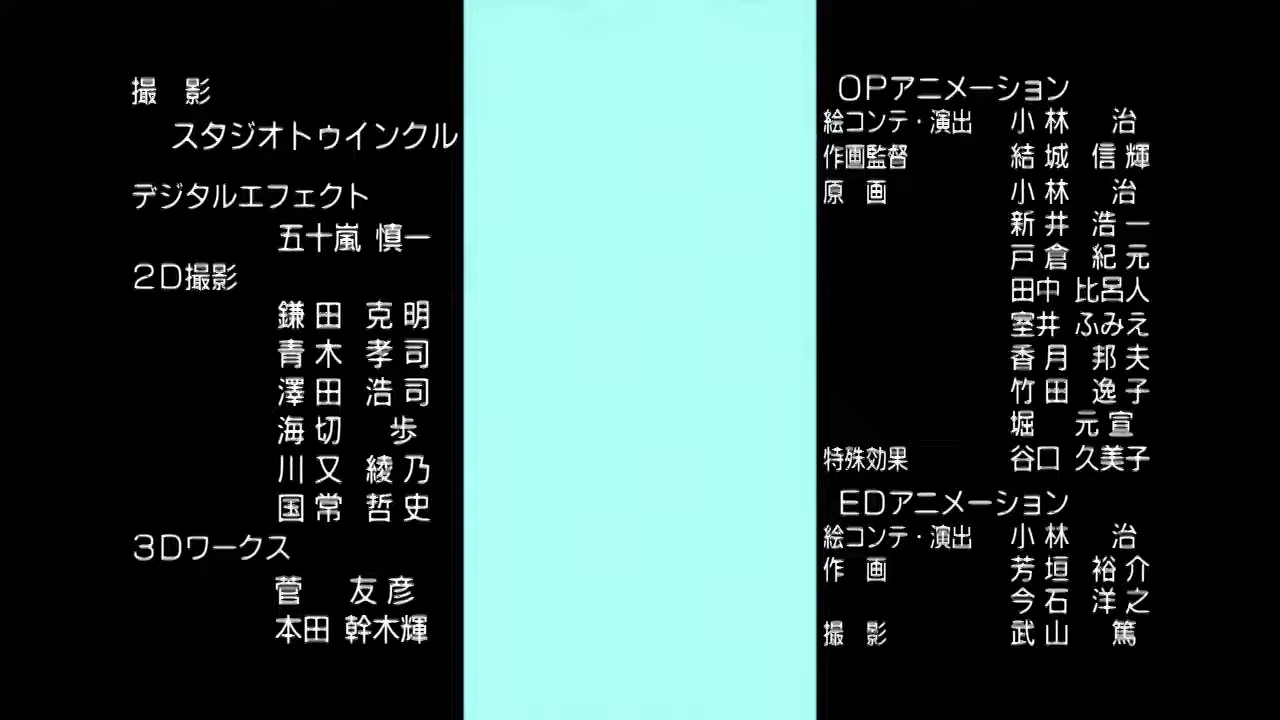 撮　影
スタジオトゥインクル
デジタルエフェクト
五十嵐 慎一
2D撮影
鎌田 克明
青木 孝司
澤田 浩司
海切 歩
川又 綾乃
国常 哲史
3Dワークス
菅 友彦
本田 幹木輝
OPアニメーション
絵コンテ・演出 小林 治
作画監督 結城 信輝
原　画 小林 治
新井 浩一
戸倉 紀元
田中 比呂人
室井 ふみえ
香月 邦夫
竹田 逸子
堀 元宣
特殊効果 谷口 久美子
EDアニメーション
絵コンテ・演出 小林 治
作　画 芳垣 裕介
今石 洋之
撮　影 武山 篤